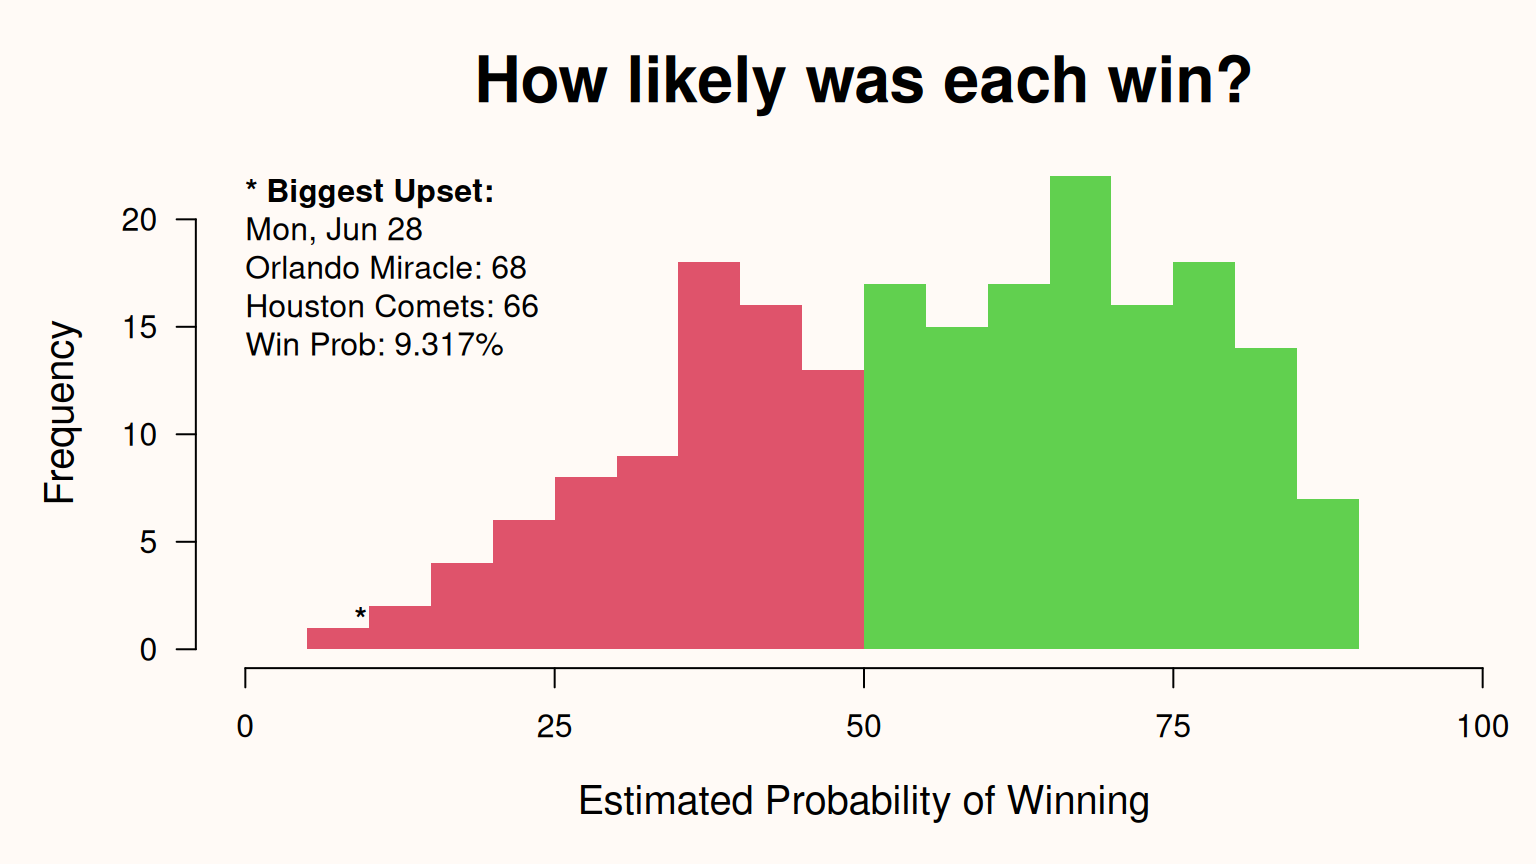 How likely was each win?
* Biggest Upset:
Mon, Jun 28
Orlando Miracle: 68
Houston Comets: 66
Win Prob: 9.317%
Frequency
20
15
10
5
0
*
0 25 50 75 100
Estimated Probability of Winning